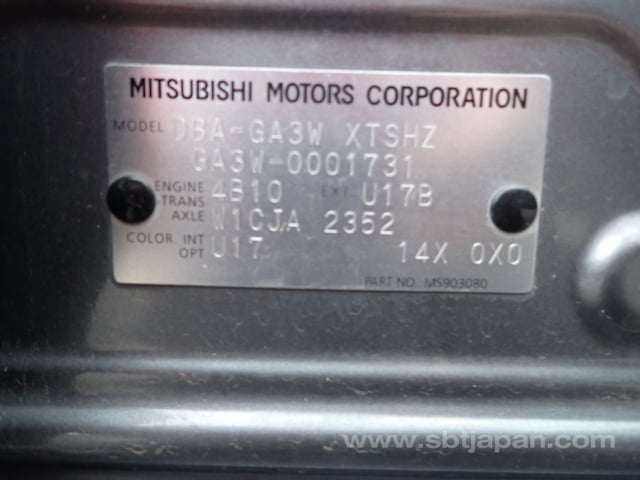 MITSUBISHI MOTORS CORPORATION
MODEL DBA-GA3W XTSHZ
GA3W-0001731
ENGINE 4B10 EXT U17B
TRANS AXLE W1CJA 2352
COLOR. INT OPT U17 14X 0X0
PART NO. MS903080
www.sbtjapan.com